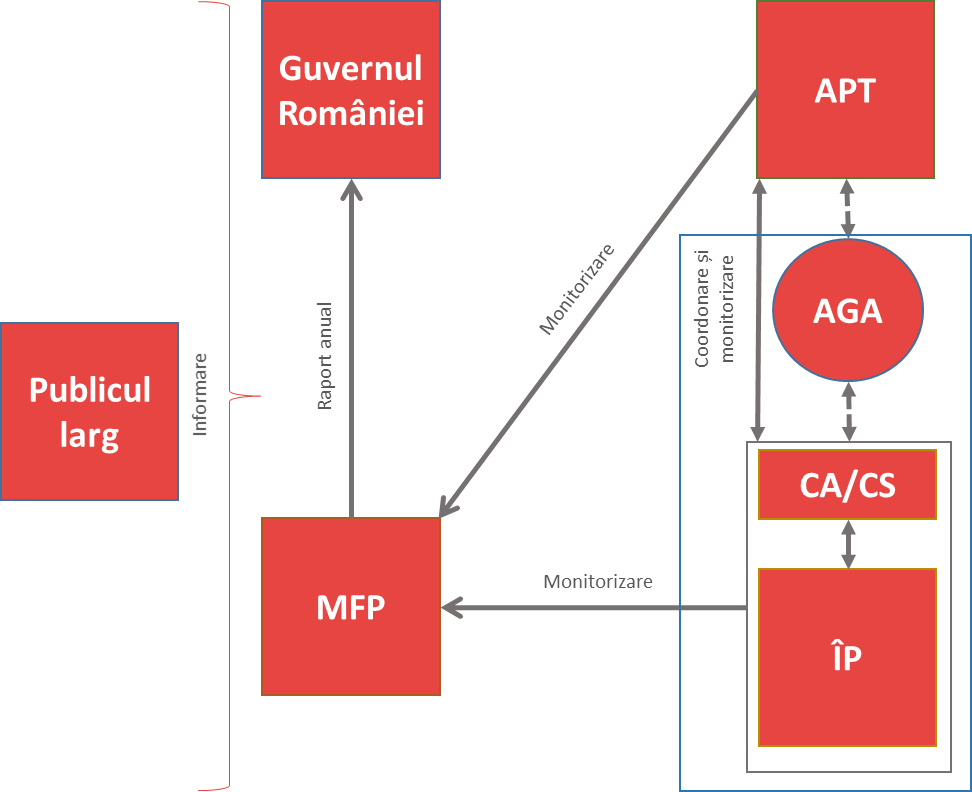 Guvernul
României
APT
Monitorizare
Coordonare și
monitorizare
AGA
Raport anual
Informare
Publicul
larg
CA/CS
Monitorizare
MFP
ÎP